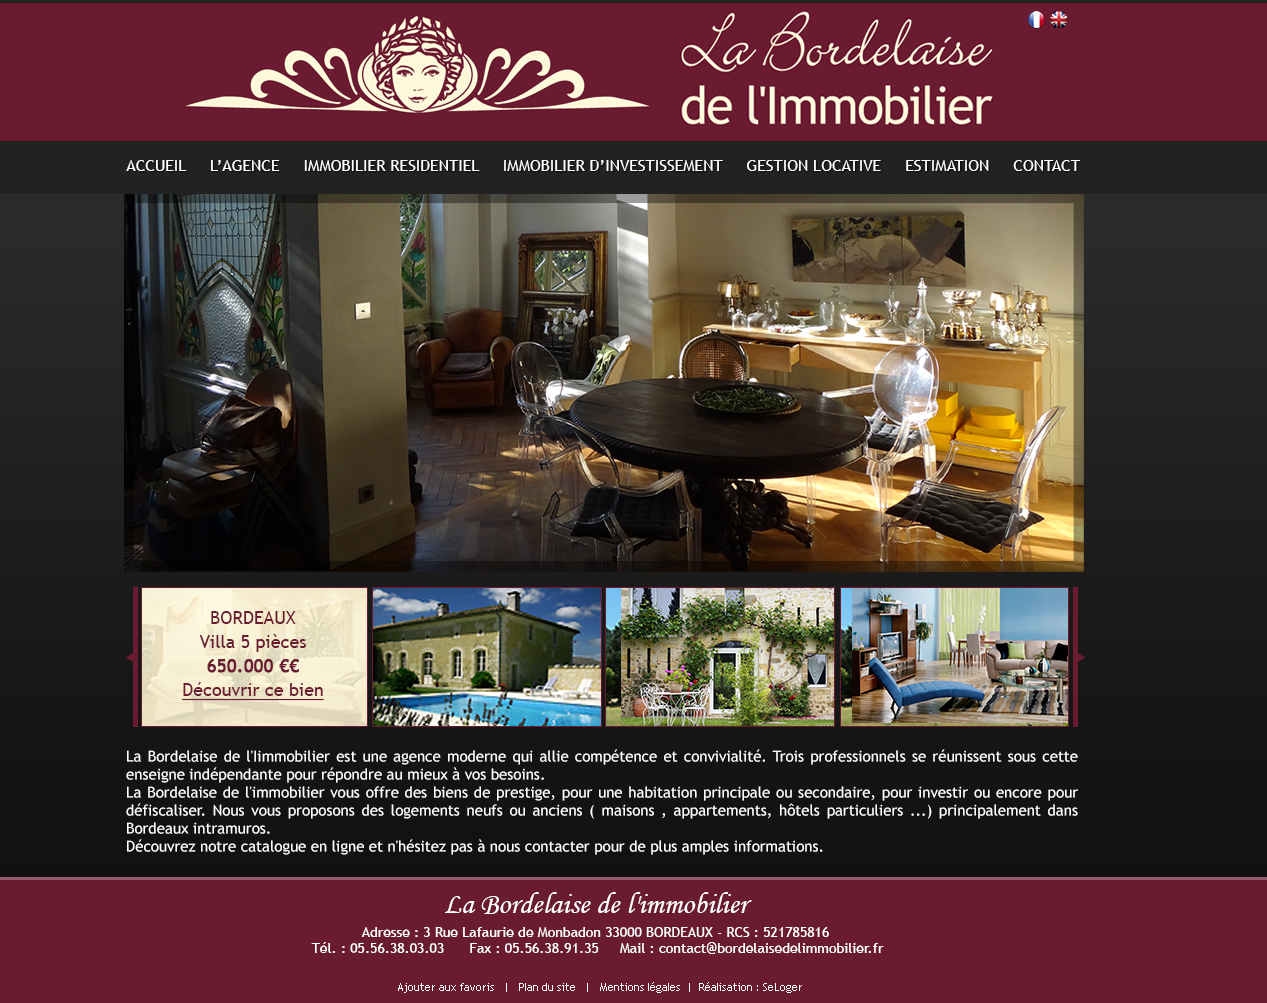 La Bordelaise
de l'Immobilier
ACCUEIL L’AGENCE IMMOBILIER RESIDENTIEL IMMOBILIER D’INVESTISSEMENT GESTION LOCATIVE ESTIMATION CONTACT
BORDEAUX
Villa 5 pièces
650.000 €€
Découvrir ce bien
La Bordelaise de l'Iimmobilier est une agence moderne qui allie compétence et convivialité. Trois professionnels se réunissent sous cette
enseigne indépendante pour répondre au mieux à vos besoins.
La Bordelaise de l'immobilier vous offre des biens de prestige, pour une habitation principale ou secondaire, pour investir ou encore pour
défiscaliser. Nous vous proposons des logements neufs ou anciens ( maisons , appartements, hôtels particuliers ...) principalement dans
Bordeaux intramuros.
Découvrez notre catalogue en ligne et n'hésitez pas à nous contacter pour de plus amples informations.
La Bordelaise de l'immobilier
Adresse : 3 Rue Lafaurie de Monbadon 33000 BORDEAUX - RCS : 521785816
Tél. : 05.56.38.03.03 Fax : 05.56.38.91.35 Mail : contact@bordelaisedelimmobilier.fr
Ajouter aux favoris | Plan du site | Mentions légales | Réalisation : SeLoger